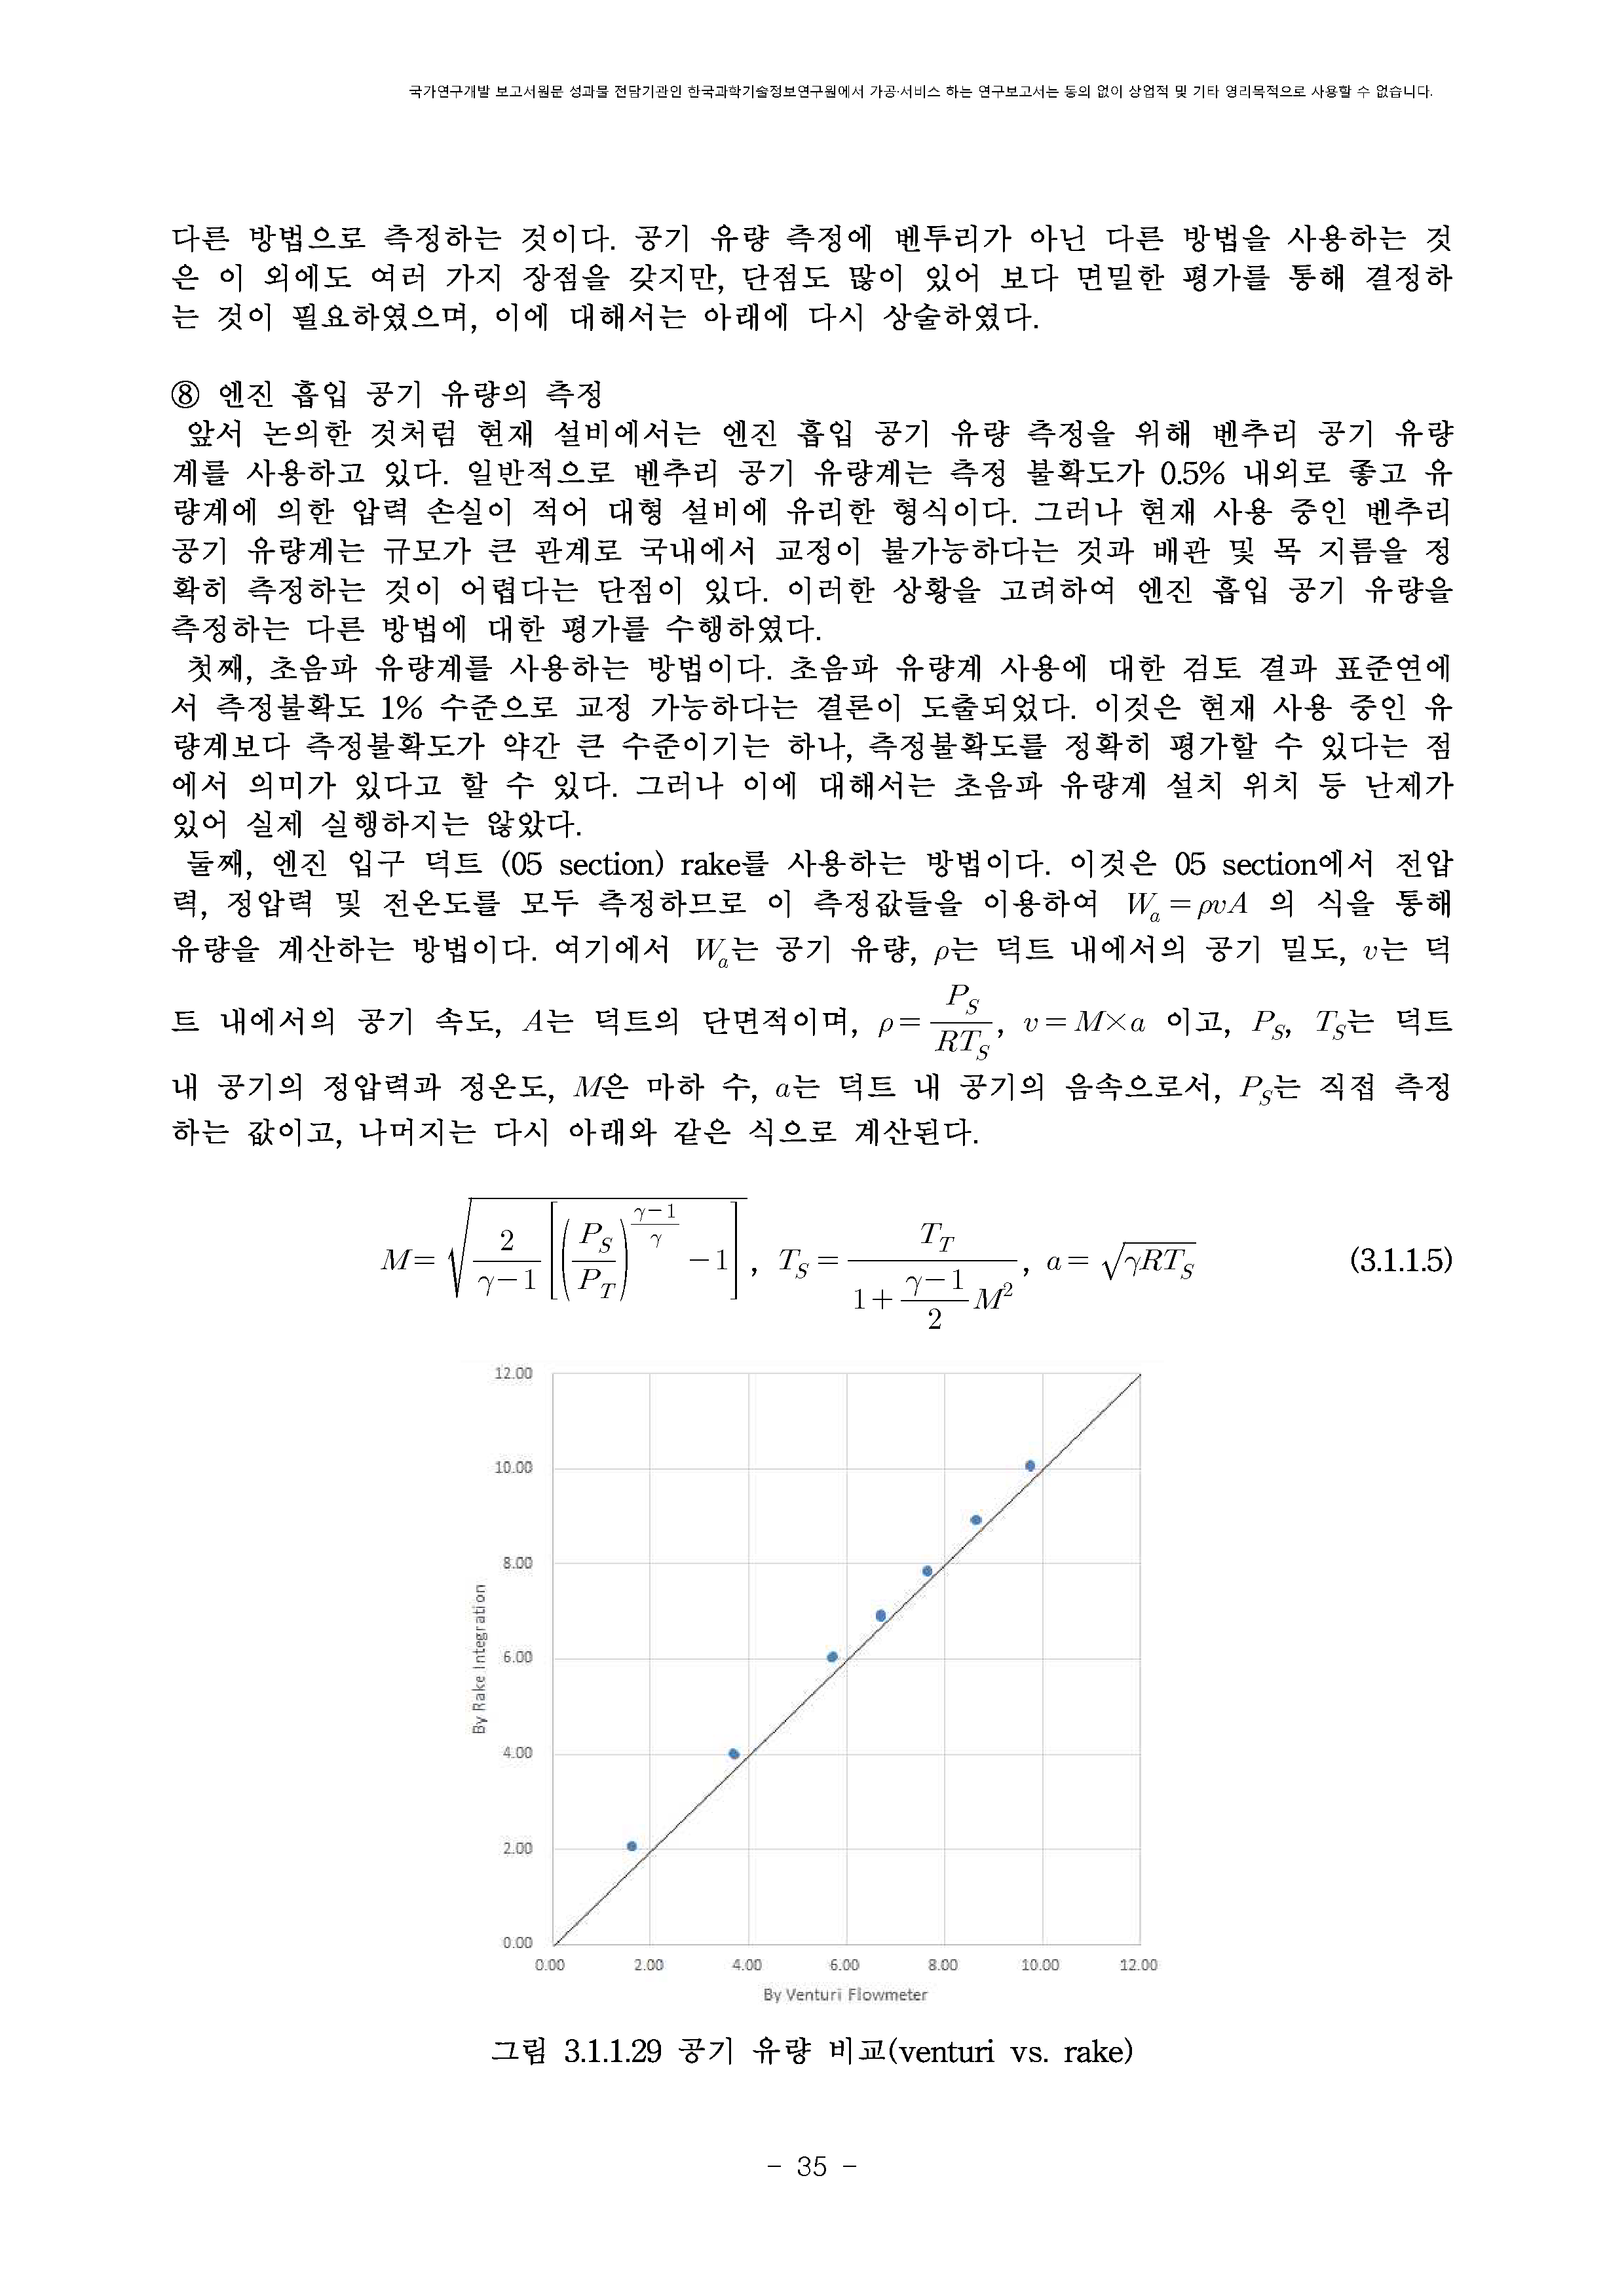 국가연구개발 보고서원문 성과물 전담기관인 한국과학기술정보연구원에서 가공·서비스 하는 연구보고서는 동의 없이 상업적 및 기타 영리목적으로 사용할 수 없습니다.
다른 방법으로 측정하는 것이다. 공기 유량 측정에 벤투리가 아닌 다른 방법을 사용하는 것
은 이 외에도 여러 가지 장점을 갖지만, 단점도 많이 있어 보다 면밀한 평가를 통해 결정하
는 것이 필요하였으며, 이에 대해서는 아래에 다시 상술하였다.
⑧ 엔진 흡입 공기 유량의 측정
앞서 논의한 것처럼 현재 설비에서는 엔진 흡입 공기 유량 측정을 위해 벤추리 공기 유량
계를 사용하고 있다. 일반적으로 벤추리 공기 유량계는 측정 불확도가 0.5% 내외로 좋고 유
량계에 의한 압력 손실이 적어 대형 설비에 유리한 형식이다. 그러나 현재 사용 중인 벤추리
공기 유량계는 규모가 큰 관계로 국내에서 교정이 불가능하다는 것과 배관 및 목 지름을 정
확히 측정하는 것이 어렵다는 단점이 있다. 이러한 상황을 고려하여 엔진 흡입 공기 유량을
측정하는 다른 방법에 대한 평가를 수행하였다.
첫째, 초음파 유량계를 사용하는 방법이다. 초음파 유량계 사용에 대한 검토 결과 표준연에
서 측정불확도 1% 수준으로 교정 가능하다는 결론이 도출되었다. 이것은 현재 사용 중인 유
량계보다 측정불확도가 약간 큰 수준이기는 하나, 측정불확도를 정확히 평가할 수 있다는 점
에서 의미가 있다고 할 수 있다. 그러나 이에 대해서는 초음파 유량계 설치 위치 등 난제가
있어 실제 실행하지는 않았다.
둘째, 엔진 입구 덕트 (05 section) rake를 사용하는 방법이다. 이것은 05 section에서 전압
력, 정압력 및 전온도를 모두 측정하므로 이 측정값들을 이용하여 W_a = ρvA 의 식을 통해
유량을 계산하는 방법이다. 여기에서 W_a는 공기 유량, ρ는 덕트 내에서의 공기 밀도, v는 덕
트 내에서의 공기 속도, A는 덕트의 단면적이며, ρ = P_S / RT_S, v = M×a 이고, P_S, T_S는 덕트
내 공기의 정압력과 정온도, M은 마하 수, a는 덕트 내 공기의 음속으로서, P_S는 직접 측정
하는 값이고, 나머지는 다시 아래와 같은 식으로 계산된다.
M = √(2/(γ−1) [(P_S/P_T)^((γ−1)/γ) − 1]), T_S = T_T / (1 + (γ−1)/2 M²), a = √(γRT_S) (3.1.1.5)
12.00
10.00
8.00
6.00
4.00
2.00
0.00
By Rake Integration
0.00 2.00 4.00 6.00 8.00 10.00 12.00
By Venturi Flowmeter
그림 3.1.1.29 공기 유량 비교(venturi vs. rake)
- 35 -